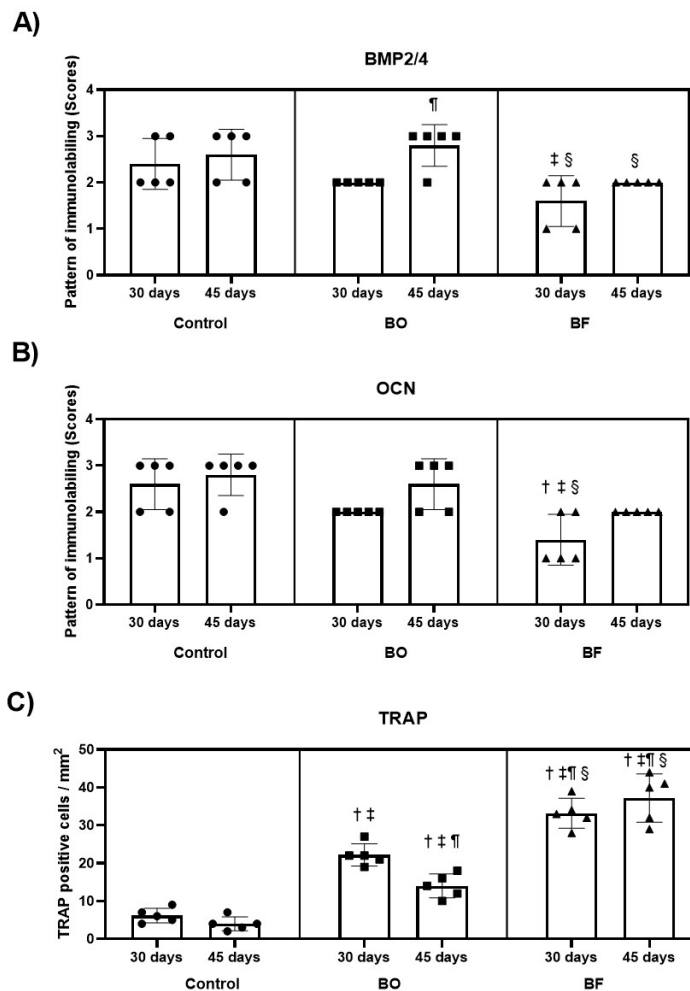 A)
BMP2/4
Pattern of immunolabiling (Scores)
4
3
2
1
0
¶
‡ §
§
30 days 45 days 30 days 45 days 30 days 45 days
Control BO BF
B)
OCN
Pattern of immunolabiling (Scores)
4
3
2
1
0
† ‡ §
30 days 45 days 30 days 45 days 30 days 45 days
Control BO BF
C)
TRAP
TRAP positive cells / mm²
50
40
30
20
10
0
† ‡
† ‡ ¶
† ‡¶ §
† ‡¶ §
30 days 45 days 30 days 45 days 30 days 45 days
Control BO BF